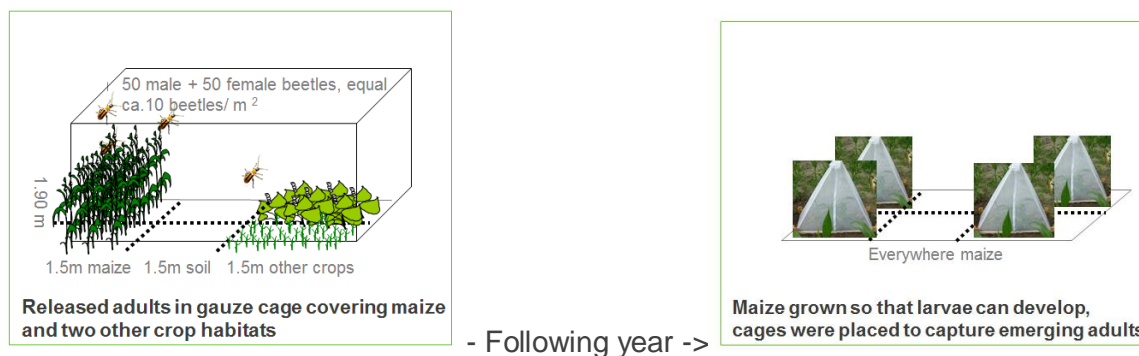 50 male + 50 female beetles, equal
ca.10 beetles/ m 2
1.90 m
1.5m maize 1.5m soil 1.5m other crops
Released adults in gauze cage covering maize
and two other crop habitats
- Following year ->
Everywhere maize
Maize grown so that larvae can develop,
cages were placed to capture emerging adults